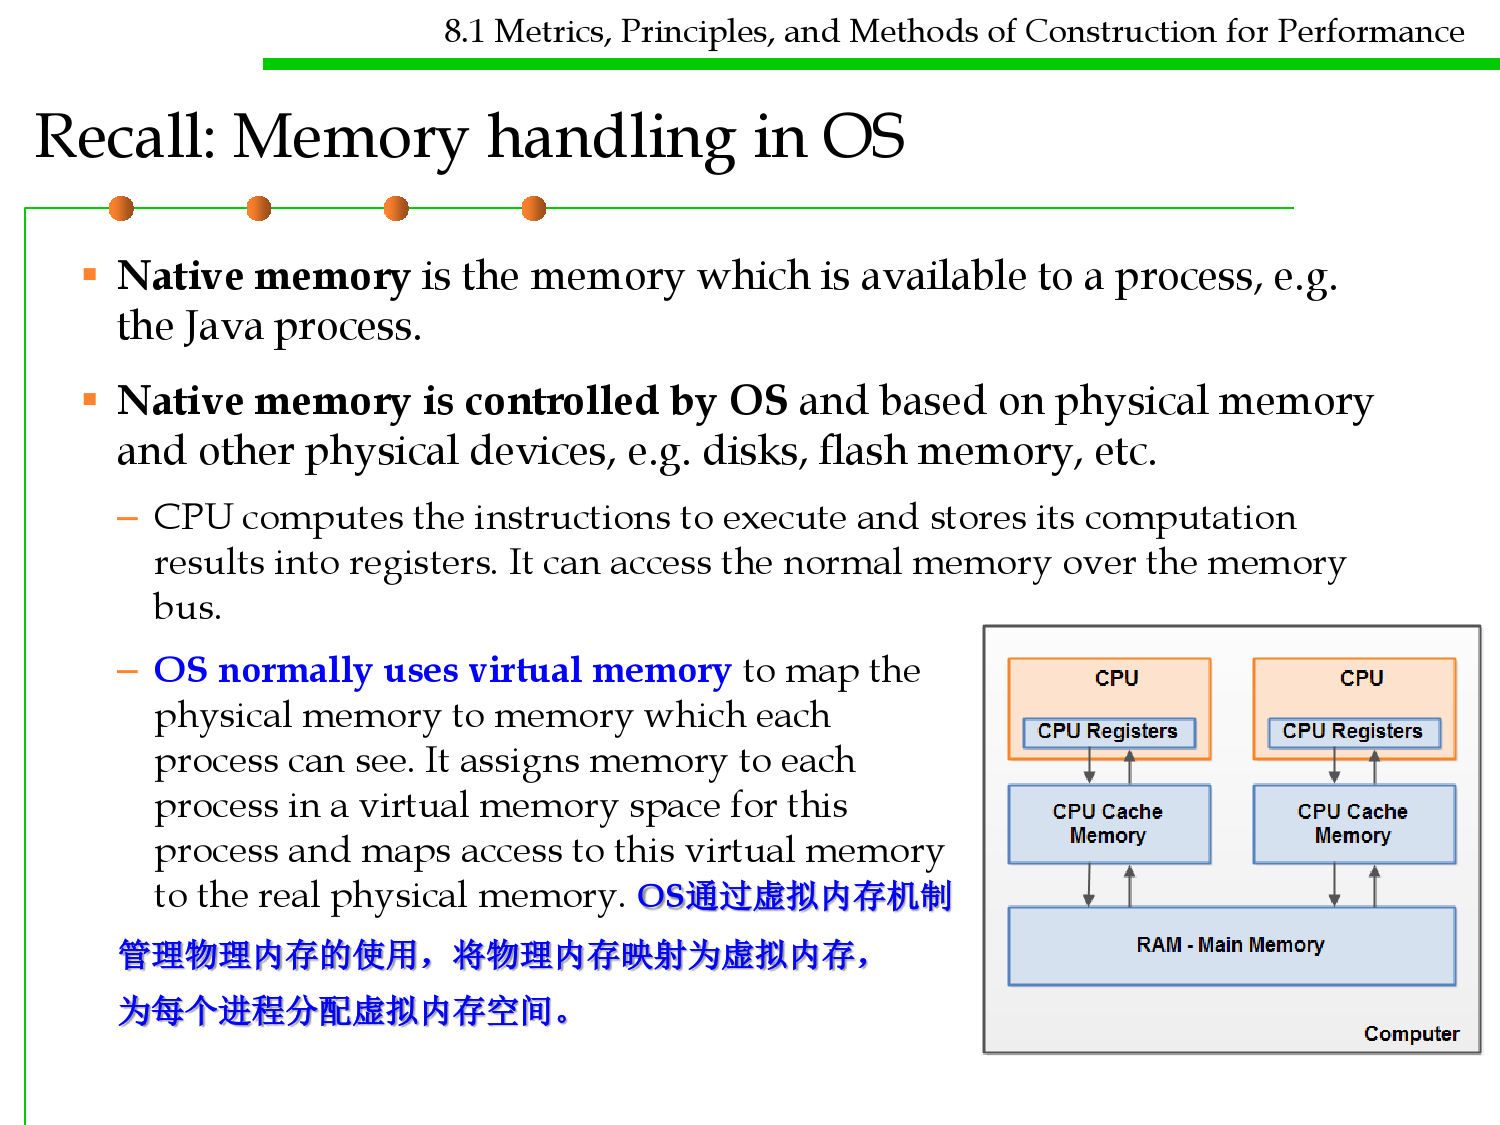 8.1 Metrics, Principles, and Methods of Construction for Performance
Recall: Memory handling in OS
▪ Native memory is the memory which is available to a process, e.g.
the Java process.
▪ Native memory is controlled by OS and based on physical memory
and other physical devices, e.g. disks, flash memory, etc.
– CPU computes the instructions to execute and stores its computation
results into registers. It can access the normal memory over the memory
bus.
– OS normally uses virtual memory to map the
physical memory to memory which each
process can see. It assigns memory to each
process in a virtual memory space for this
process and maps access to this virtual memory
to the real physical memory. OS通过虚拟内存机制
管理物理内存的使用，将物理内存映射为虚拟内存，
为每个进程分配虚拟内存空间。
CPU
CPU Registers
CPU Cache
Memory
CPU
CPU Registers
CPU Cache
Memory
RAM - Main Memory
Computer